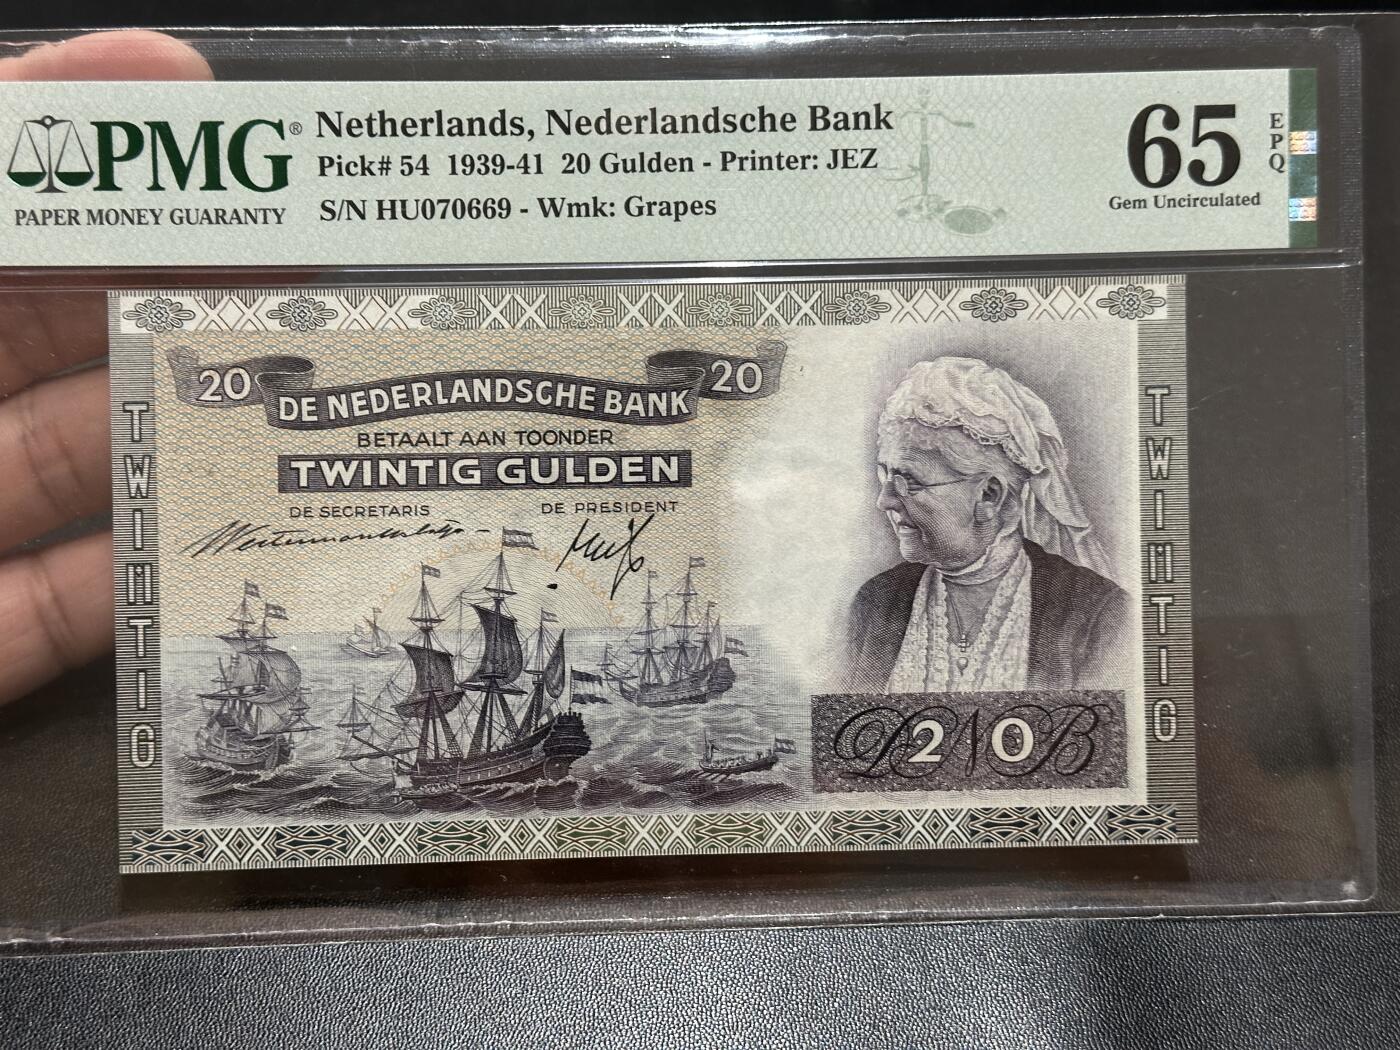 PMG®
PAPER MONEY GUARANTY
Netherlands, Nederlandsche Bank
Pick# 54 1939-41 20 Gulden - Printer: JEZ
S/N HU070669 - Wmk: Grapes
65
EPQ
Gem Uncirculated
20
20
DE NEDERLANDSCHE BANK
BETAALT AAN TOONDER
TWINTIG GULDEN
DE SECRETARIS
DE PRESIDENT
TWINTIG
TWINTIG
DNB
20